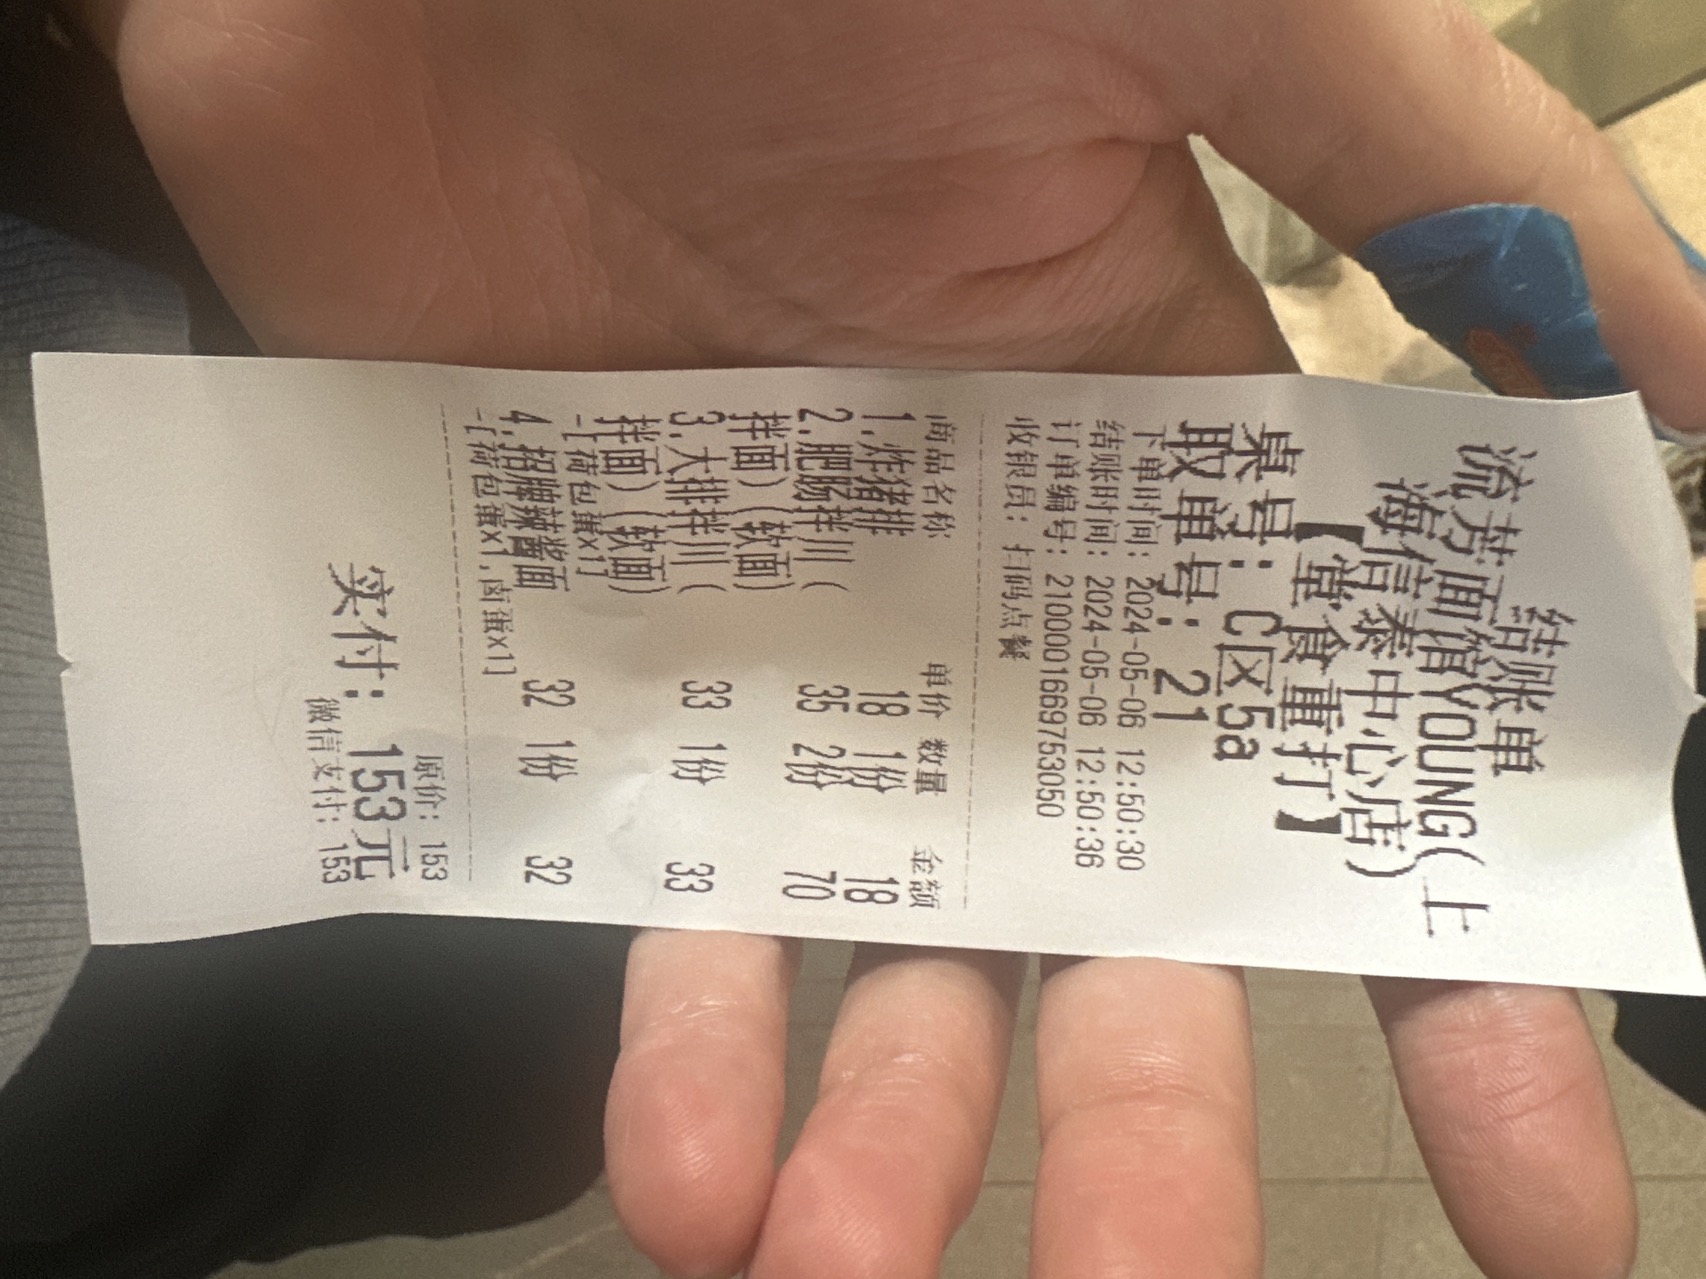 结账单
流芳面馆YOUNG(上
海信泰中心店)
【堂食重打】
桌号：C区5a
取单号：21
下单时间：2024-05-06 12:50:30
结账时间：2024-05-06 12:50:36
订单编号：2100001669753050
收银员：扫码点餐
商品名称 单价 数量 金额
1.炸猪排 18 1份 18
2.肥肠拌川（ 35 2份 70
拌面）(软面)
3.大排拌川（ 33 1份 33
拌面）(软面)
-[荷包蛋x1]
4.招牌辣酱面 32 1份 32
-[荷包蛋x1,卤蛋x1]
原价：153
实付：153元
微信支付：153